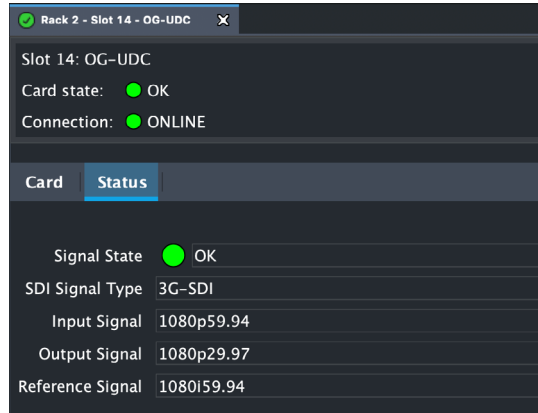 Rack 2 - Slot 14 - OG-UDC X
Slot 14: OG-UDC
Card state: OK
Connection: ONLINE
Card Status
Signal State OK
SDI Signal Type 3G-SDI
Input Signal 1080p59.94
Output Signal 1080p29.97
Reference Signal 1080i59.94